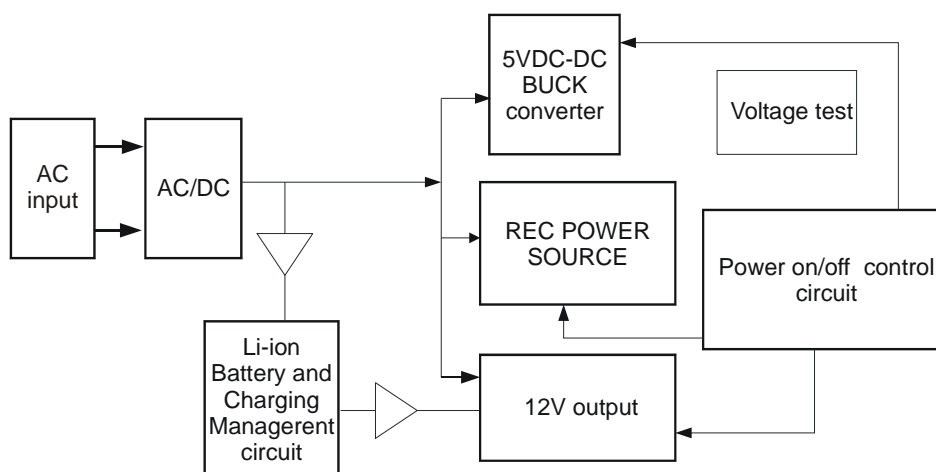 AC
input
AC/DC
5VDC-DC
BUCK
converter
Voltage test
REC POWER
SOURCE
Power on/off control
circuit
Li-ion
Battery and
Charging
Managerent
circuit
12V output